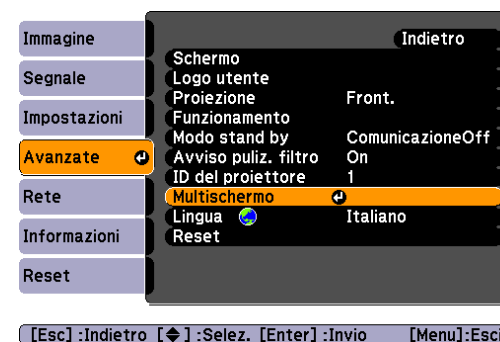 Immagine
Segnale
Impostazioni
Avanzate
Rete
Informazioni
Reset
Indietro
Schermo
Logo utente
Proiezione Front.
Funzionamento
Modo stand by ComunicazioneOff
Avviso puliz. filtro On
ID del proiettore 1
Multischermo
Lingua Italiano
Reset
[Esc] :Indietro [◆] :Selez. [Enter] :Invio [Menu]:Esci